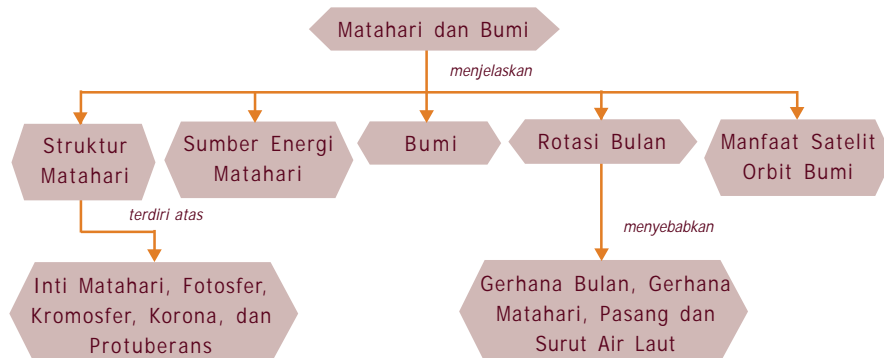 Matahari dan Bumi
menjelaskan
Struktur
Matahari
Sumber Energi
Matahari
Bumi
Rotasi Bulan
Manfaat Satelit
Orbit Bumi
terdiri atas
menyebabkan
Inti Matahari, Fotosfer,
Kromosfer, Korona, dan
Protuberans
Gerhana Bulan, Gerhana
Matahari, Pasang dan
Surut Air Laut